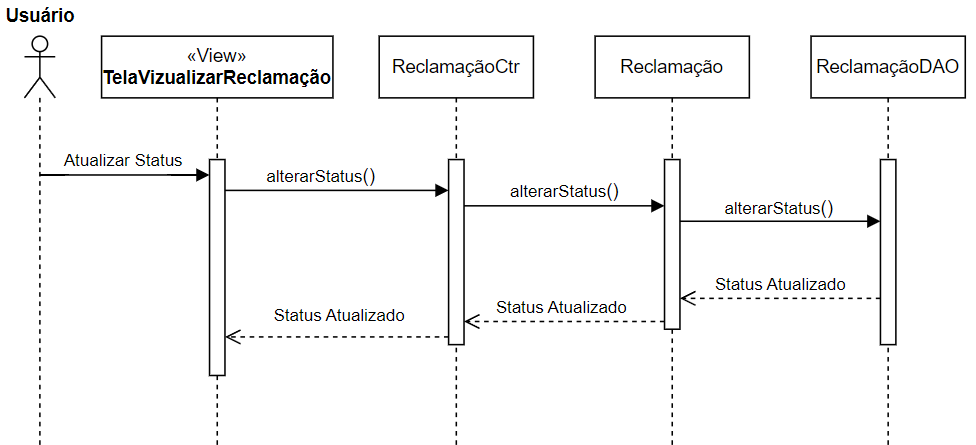 Usuário
«View»
TelaVizualizarReclamação
ReclamaçãoCtr
Reclamação
ReclamaçãoDAO
Atualizar Status
alterarStatus()
alterarStatus()
alterarStatus()
Status Atualizado
Status Atualizado
Status Atualizado